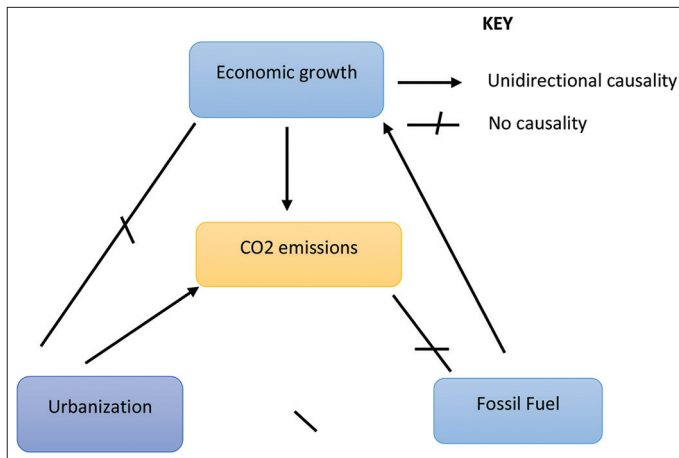 KEY
Economic growth
Unidirectional causality
No causality
CO2 emissions
Urbanization
Fossil Fuel